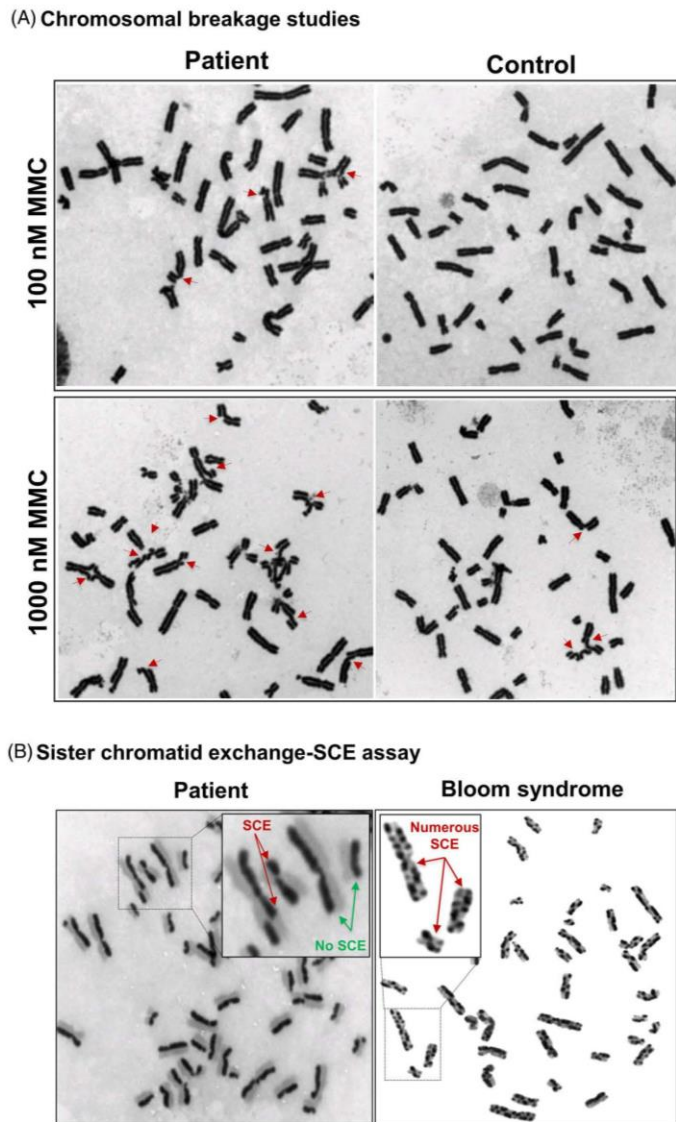 (A) Chromosomal breakage studies
Patient
Control
100 nM MMC
1000 nM MMC
(B) Sister chromatid exchange-SCE assay
Patient
Bloom syndrome
SCE
No SCE
Numerous
SCE